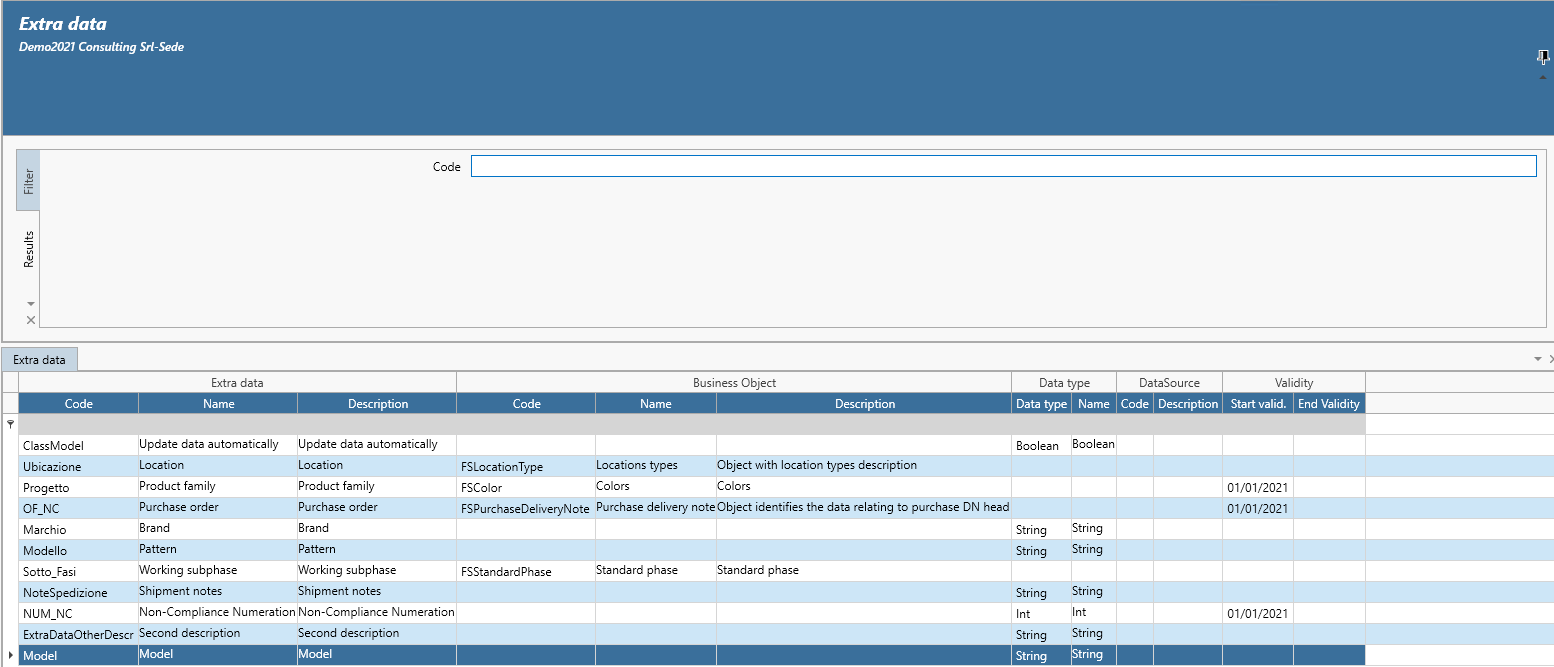 Extra data
Demo2021 Consulting Srl-Sede
Code
Filter
Results
Extra data
Extra data Business Object Data type DataSource Validity
Code Name Description Code Name Description Data type Name Code Description Start valid. End Validity
ClassModel Update data automatically Update data automatically Boolean Boolean
Ubicazione Location Location FSLocationType Locations types Object with location types description
Progetto Product family Product family FSColor Colors Colors 01/01/2021
OF_NC Purchase order Purchase order FSPurchaseDeliveryNote Purchase delivery note Object identifies the data relating to purchase DN head 01/01/2021
Marchio Brand Brand String String
Modello Pattern Pattern String String
Sotto_Fasi Working subphase Working subphase FSStandardPhase Standard phase Standard phase
NoteSpedizione Shipment notes Shipment notes String String
NUM_NC Non-Compliance Numeration Non-Compliance Numeration Int Int 01/01/2021
ExtraDataOtherDescr Second description Second description String String
Model Model Model String String